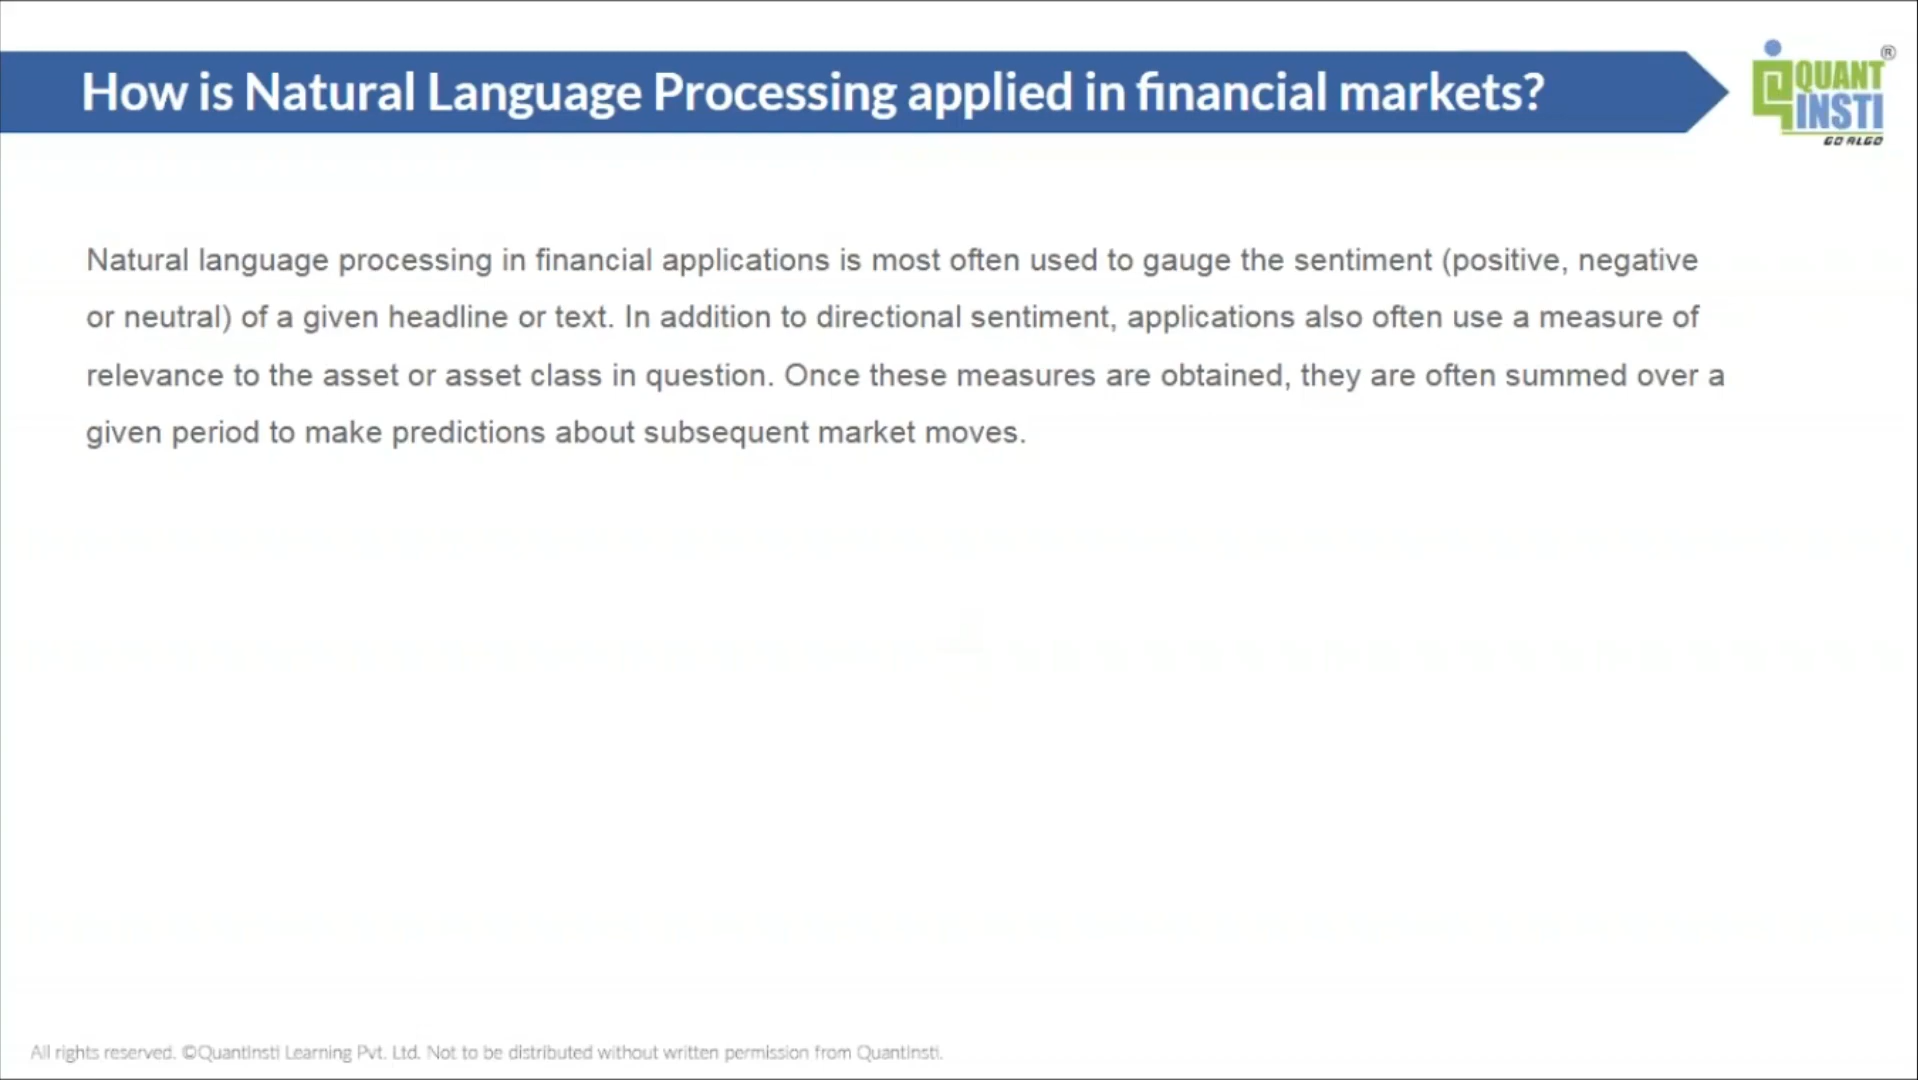 How is Natural Language Processing applied in financial markets?
QUANT
INSTI
®
GO ALGO
Natural language processing in financial applications is most often used to gauge the sentiment (positive, negative
or neutral) of a given headline or text. In addition to directional sentiment, applications also often use a measure of
relevance to the asset or asset class in question. Once these measures are obtained, they are often summed over a
given period to make predictions about subsequent market moves.
All rights reserved. ©QuantInsti Learning Pvt. Ltd. Not to be distributed without written permission from QuantInsti.